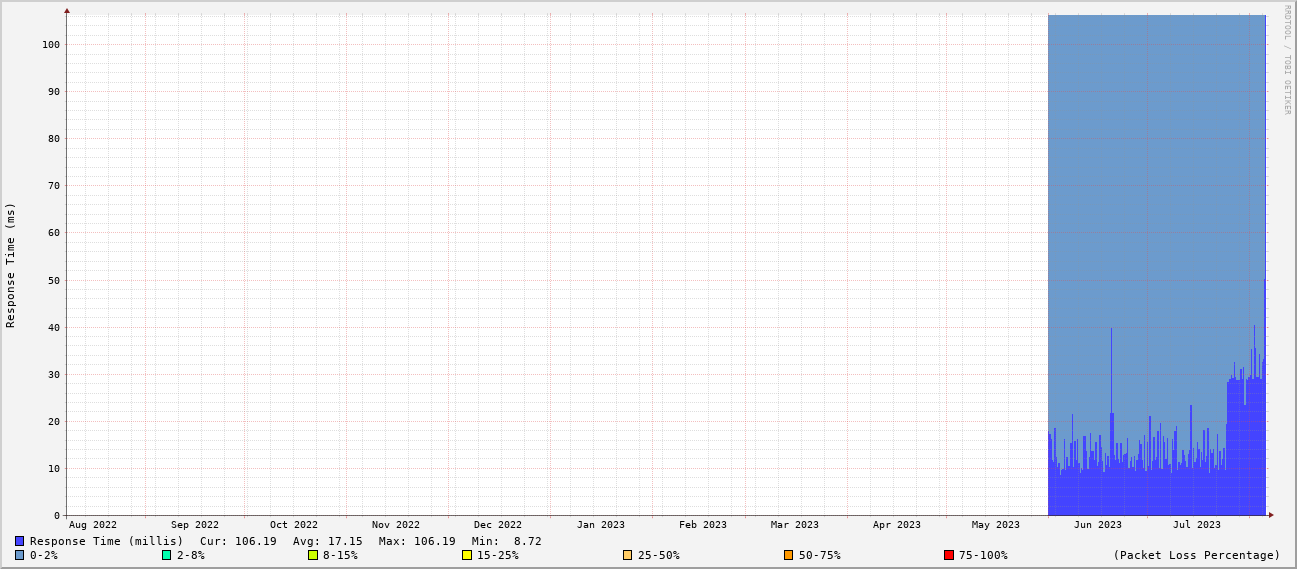 RRDTOOL / TOBI OETIKER
Response Time (ms)
100
90
80
70
60
50
40
30
20
10
0
Aug 2022 Sep 2022 Oct 2022 Nov 2022 Dec 2022 Jan 2023 Feb 2023 Mar 2023 Apr 2023 May 2023 Jun 2023 Jul 2023
Response Time (millis) Cur: 106.19 Avg: 17.15 Max: 106.19 Min: 8.72
0-2% 2-8% 8-15% 15-25% 25-50% 50-75% 75-100% (Packet Loss Percentage)